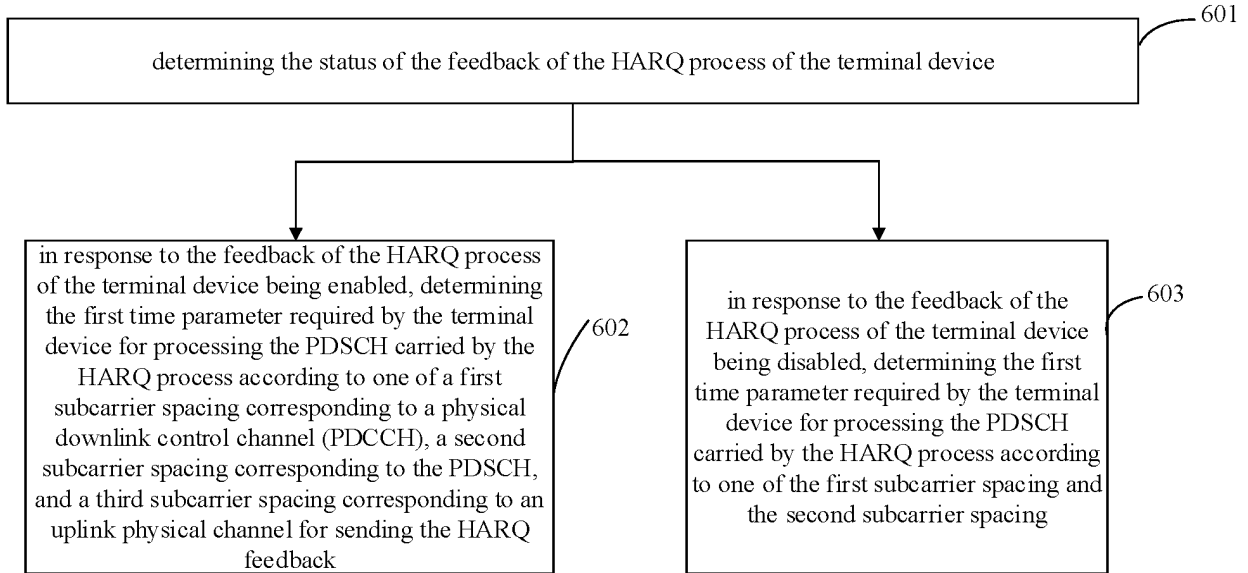 601
determining the status of the feedback of the HARQ process of the terminal device
in response to the feedback of the HARQ process
of the terminal device being enabled, determining
the first time parameter required by the terminal
device for processing the PDSCH carried by the
HARQ process according to one of a first
subcarrier spacing corresponding to a physical
downlink control channel (PDCCH), a second
subcarrier spacing corresponding to the PDSCH,
and a third subcarrier spacing corresponding to an
uplink physical channel for sending the HARQ
feedback
602
in response to the feedback of the
HARQ process of the terminal device
being disabled, determining the first
time parameter required by the terminal
device for processing the PDSCH
carried by the HARQ process according
to one of the first subcarrier spacing and
the second subcarrier spacing
603